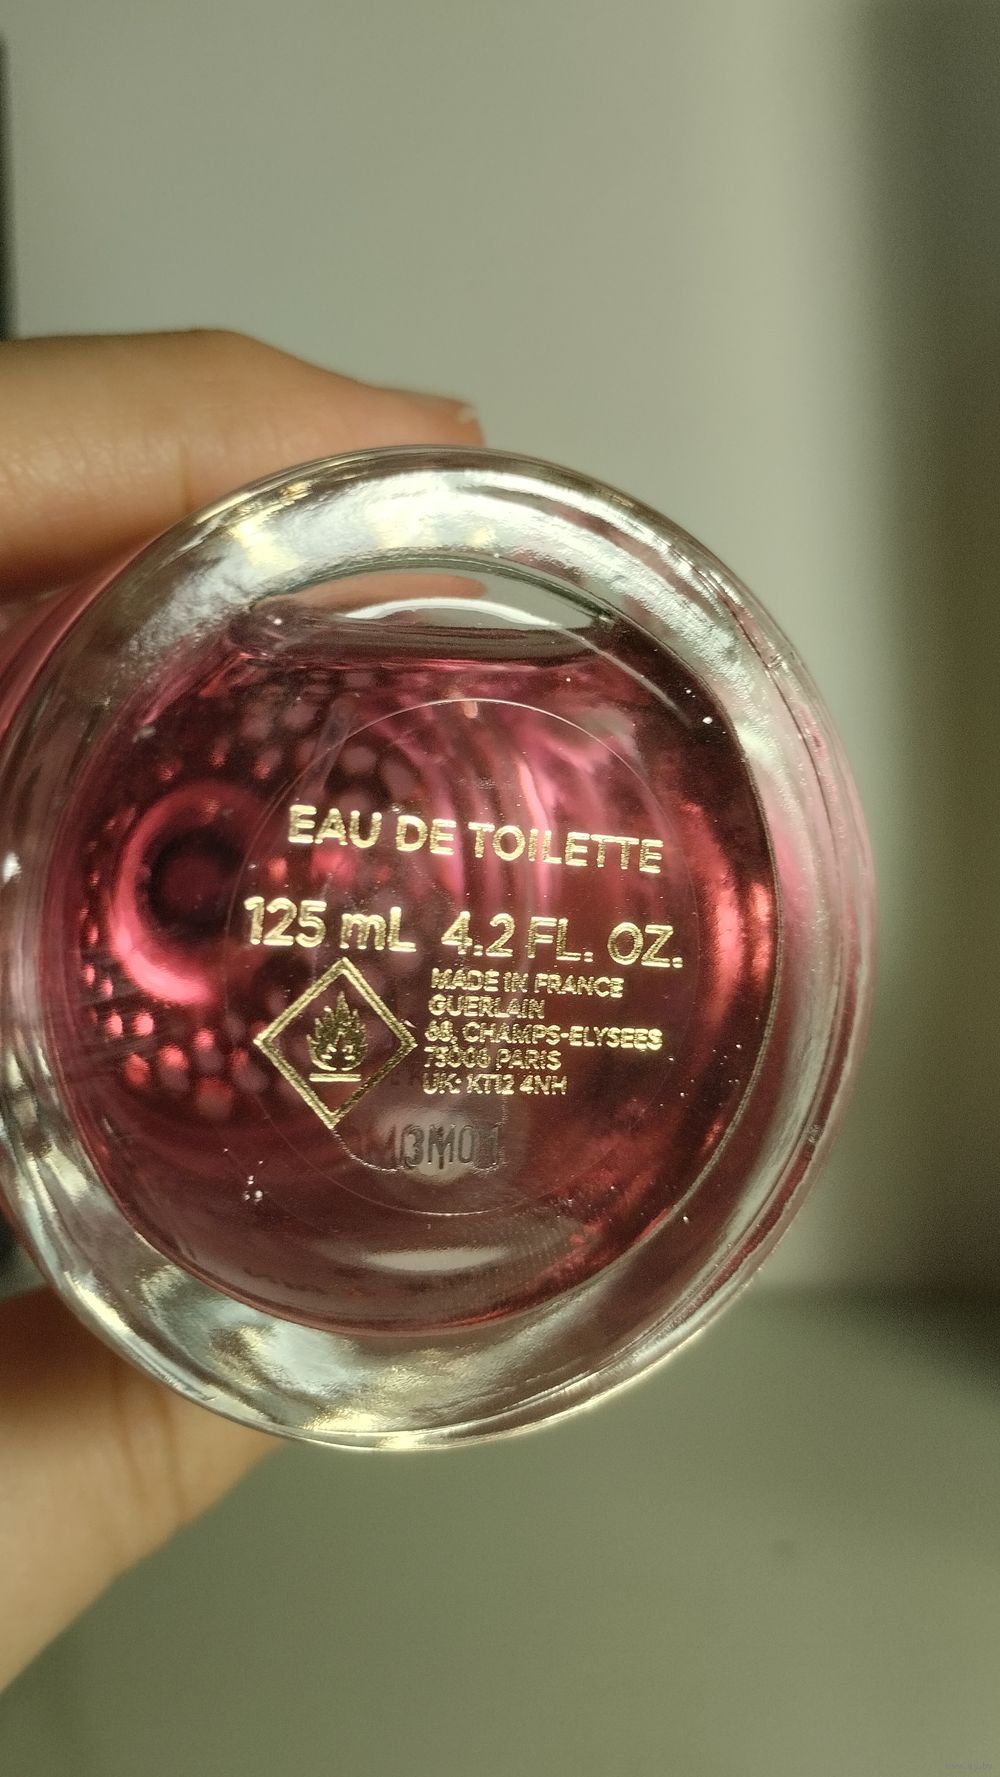 EAU DE TOILETTE
125 mL 4.2 FL. OZ.
MADE IN FRANCE
GUERLAIN
68, CHAMPS-ELYSEES
75008 PARIS
UK: KT12 4NH